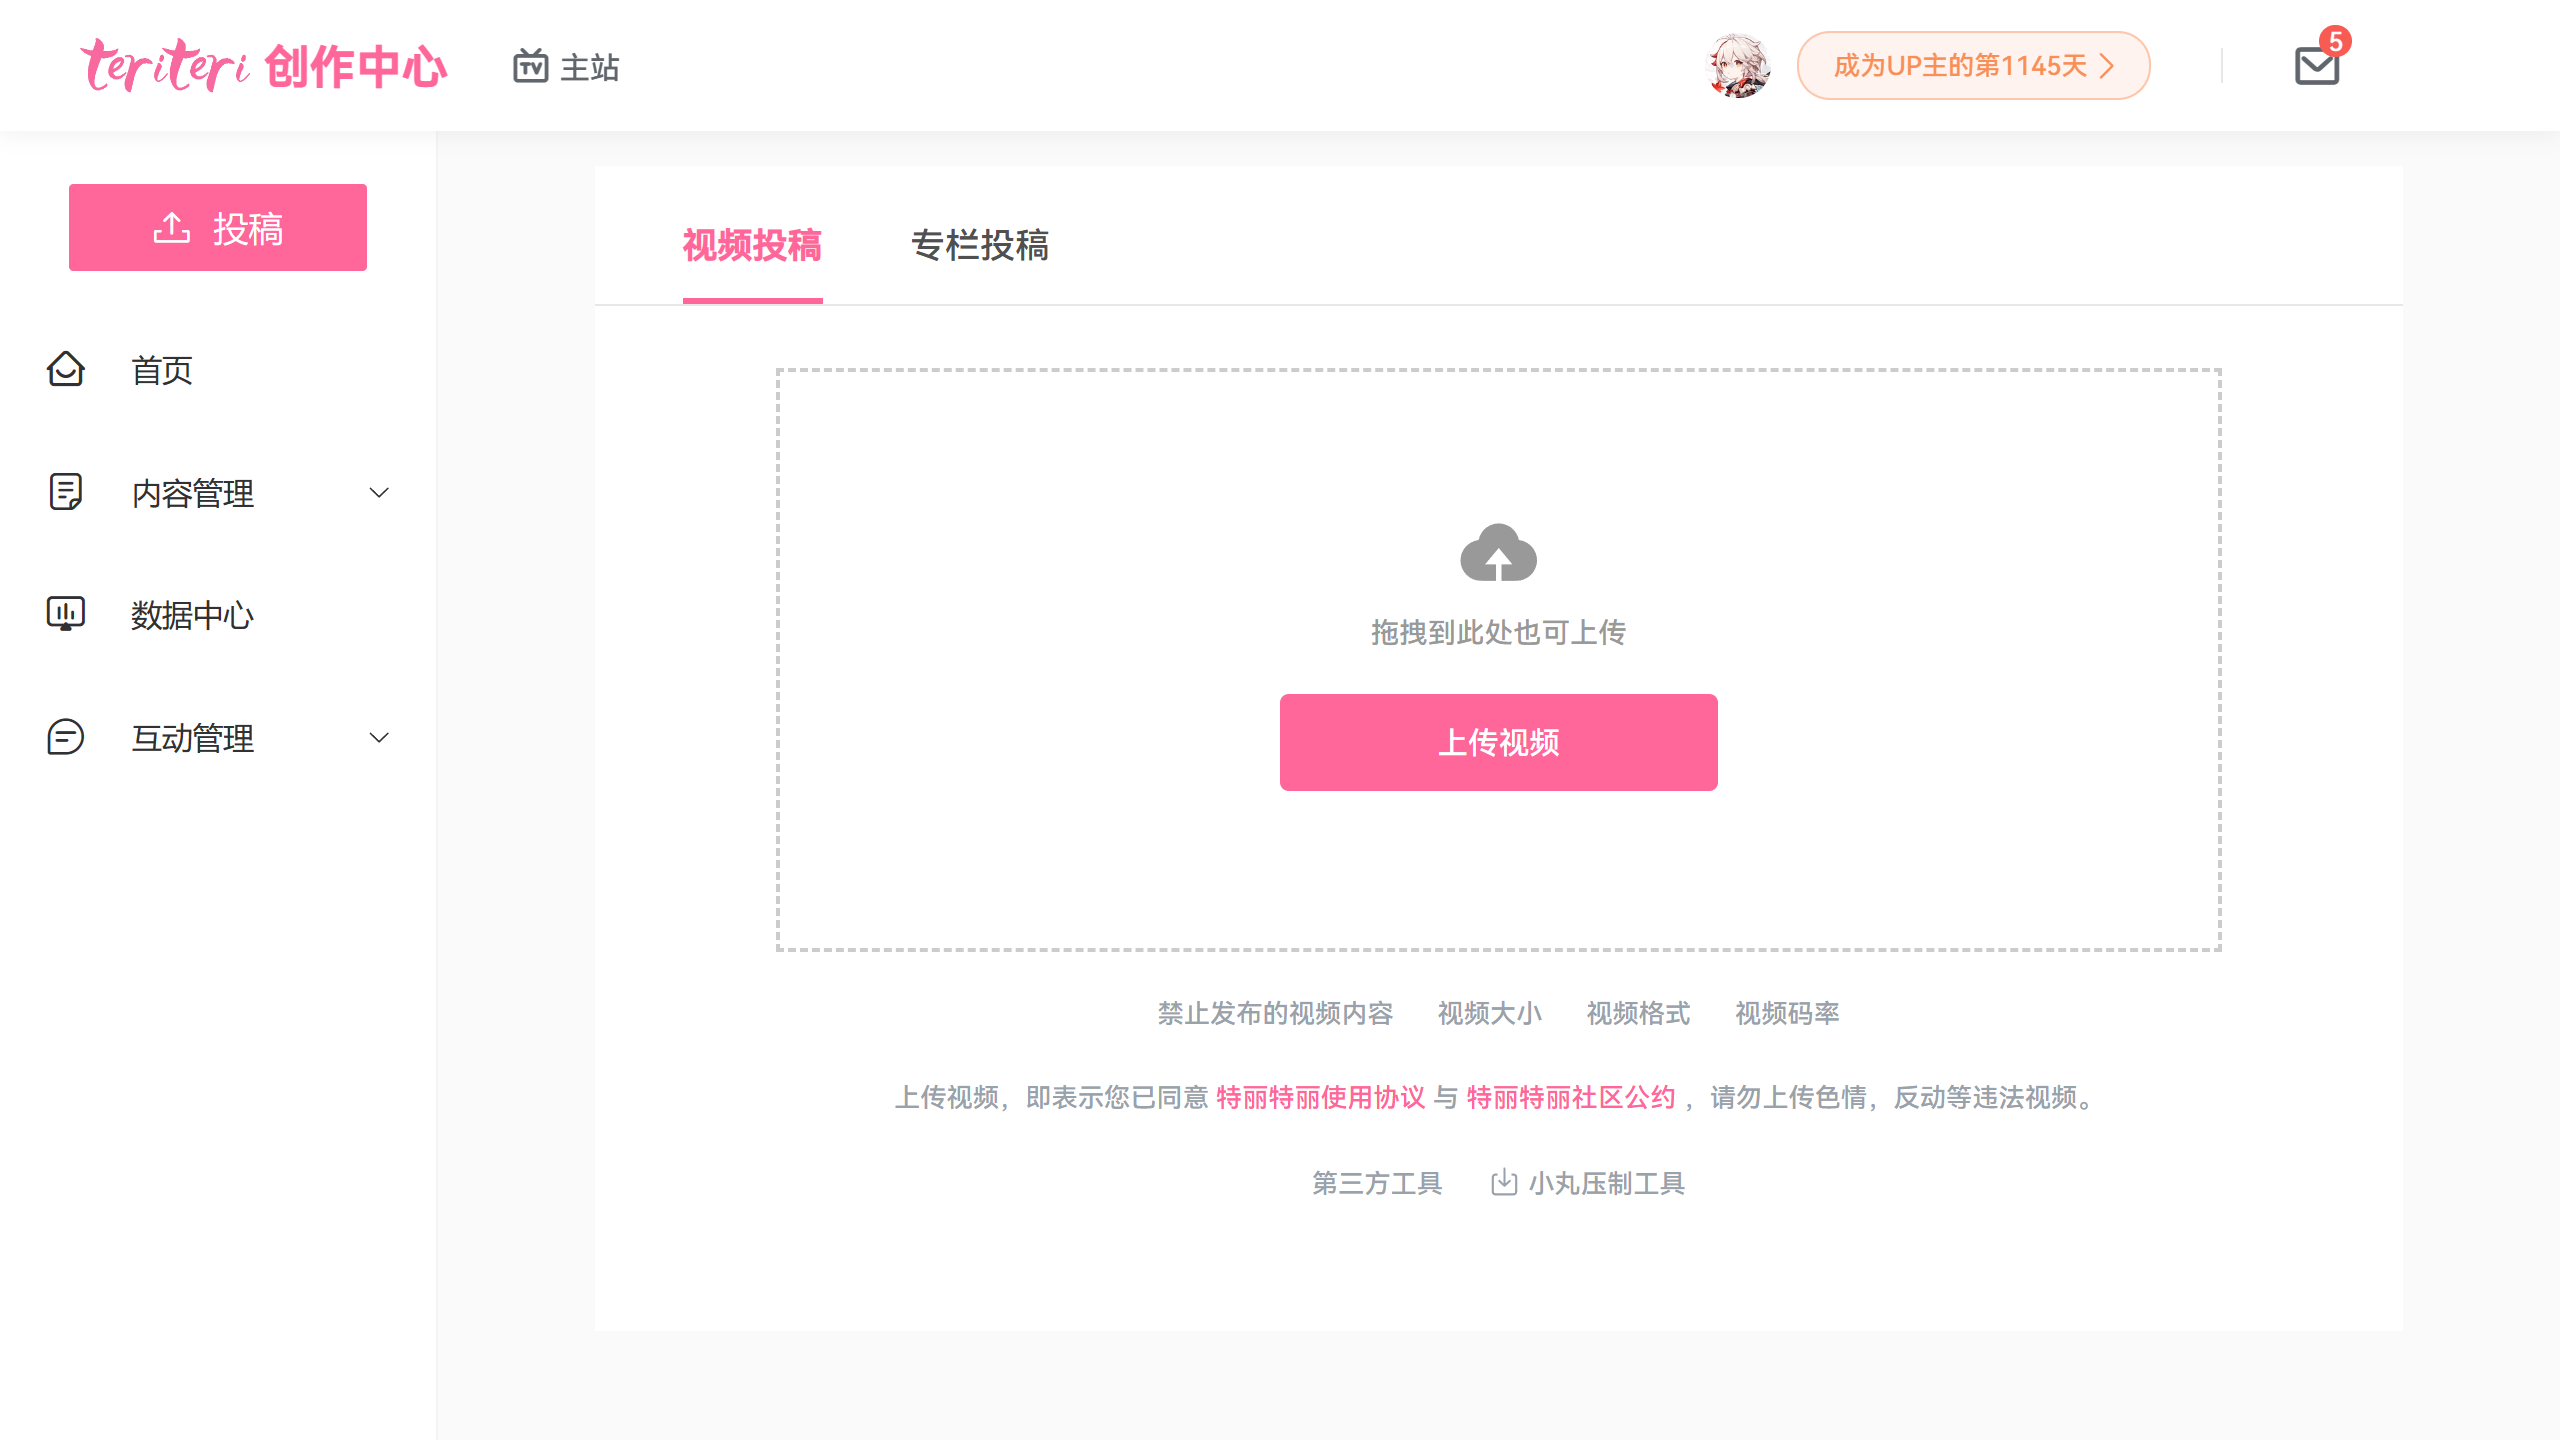 teriteri 创作中心
主站
成为UP主的第1145天
5
投稿
首页
内容管理
数据中心
互动管理
视频投稿 专栏投稿
拖拽到此处也可上传
上传视频
禁止发布的视频内容 视频大小 视频格式 视频码率
上传视频，即表示您已同意 特丽特丽使用协议 与 特丽特丽社区公约 ，请勿上传色情，反动等违法视频。
第三方工具 小丸压制工具